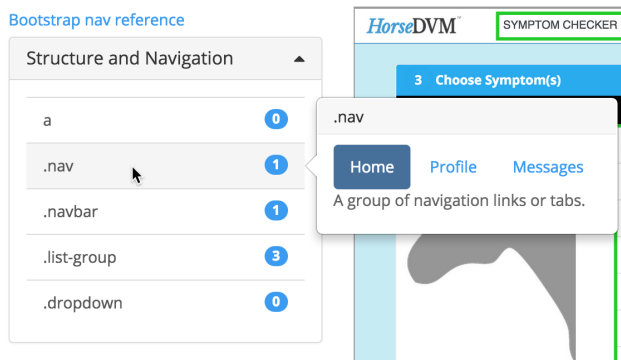 Bootstrap nav reference
Structure and Navigation
a 0
.nav 1
.navbar 1
.list-group 3
.dropdown 0
HorseDVM™ SYMPTOM CHECKER
3 Choose Symptom(s)
.nav
Home Profile Messages
A group of navigation links or tabs.